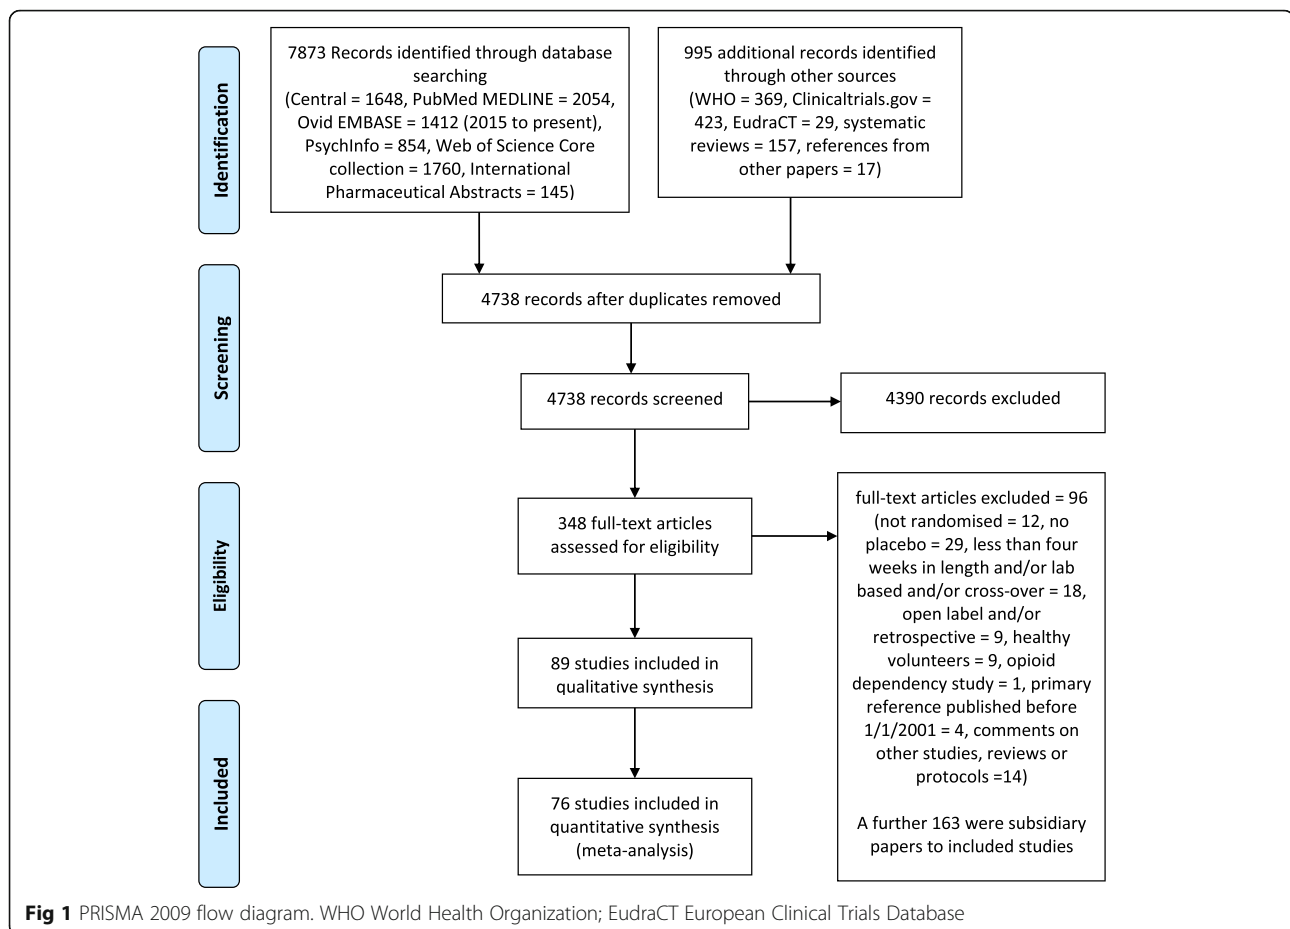 Identification
7873 Records identified through database
searching
(Central = 1648, PubMed MEDLINE = 2054,
Ovid EMBASE = 1412 (2015 to present),
PsychInfo = 854, Web of Science Core
collection = 1760, International
Pharmaceutical Abstracts = 145)
995 additional records identified
through other sources
(WHO = 369, Clinicaltrials.gov =
423, EudraCT = 29, systematic
reviews = 157, references from
other papers = 17)
Screening
4738 records after duplicates removed
4738 records screened
4390 records excluded
Eligibility
348 full-text articles
assessed for eligibility
full-text articles excluded = 96
(not randomised = 12, no
placebo = 29, less than four
weeks in length and/or lab
based and/or cross-over = 18,
open label and/or
retrospective = 9, healthy
volunteers = 9, opioid
dependency study = 1, primary
reference published before
1/1/2001 = 4, comments on
other studies, reviews or
protocols =14)
A further 163 were subsidiary
papers to included studies
89 studies included in
qualitative synthesis
Included
76 studies included in
quantitative synthesis
(meta-analysis)
Fig 1 PRISMA 2009 flow diagram. WHO World Health Organization; EudraCT European Clinical Trials Database